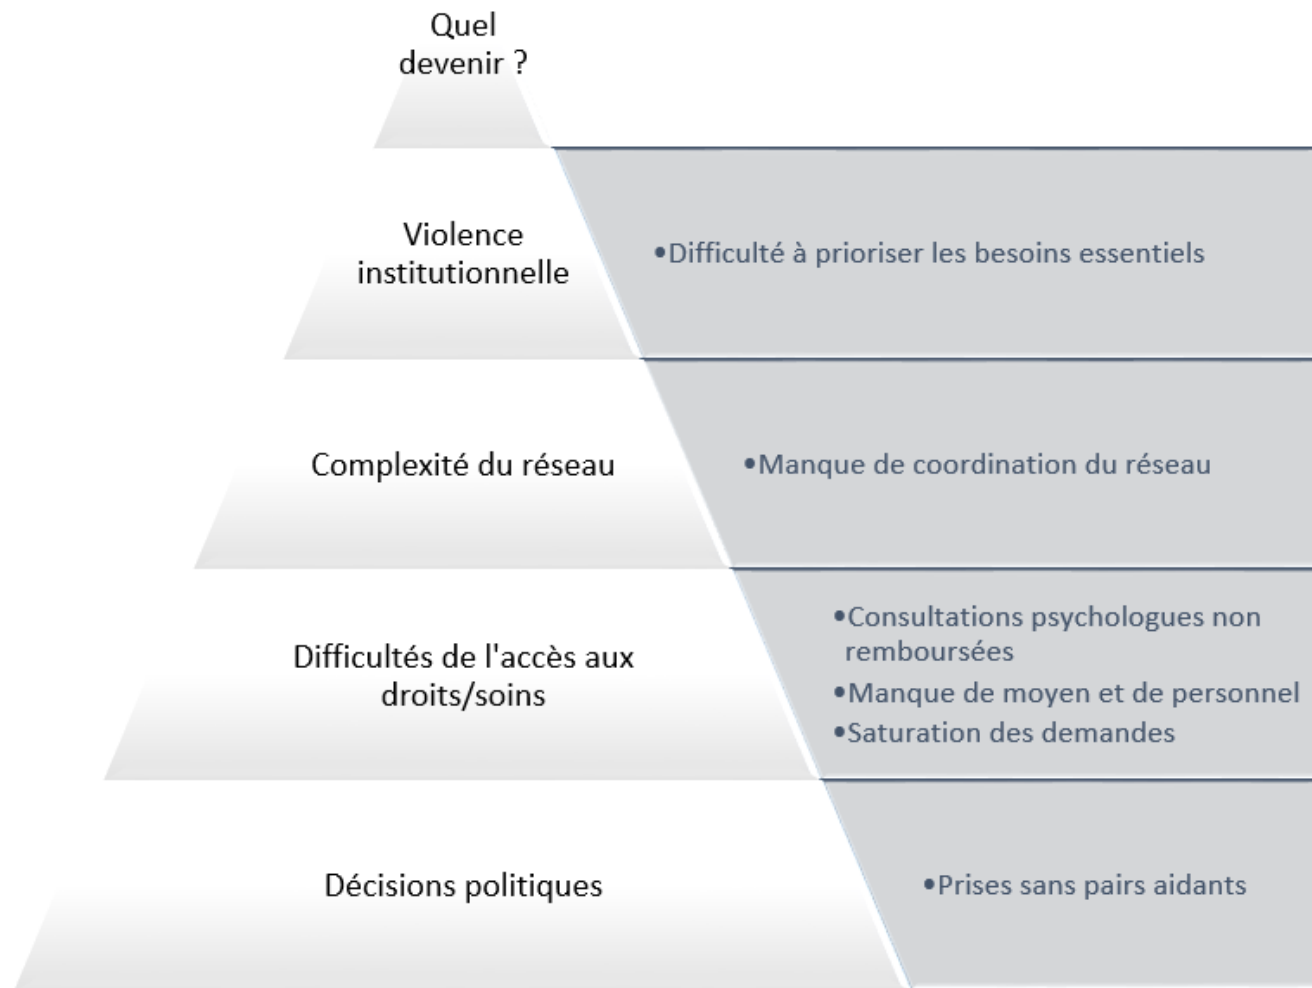 Quel
devenir ?
Violence
institutionnelle
•Difficulté à prioriser les besoins essentiels
Complexité du réseau
•Manque de coordination du réseau
Difficultés de l'accès aux
droits/soins
•Consultations psychologues non
remboursées
•Manque de moyen et de personnel
•Saturation des demandes
Décisions politiques
•Prises sans pairs aidants